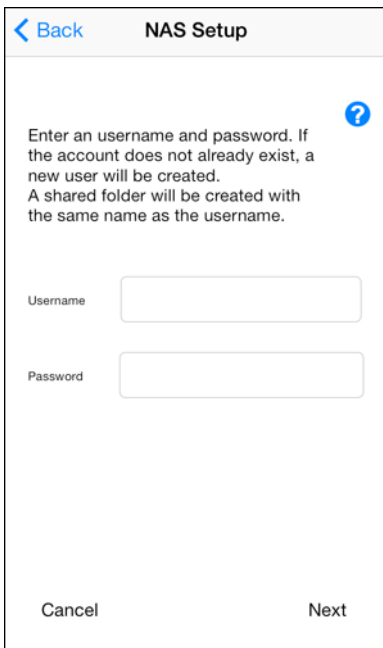 Back
NAS Setup
?
Enter an username and password. If
the account does not already exist, a
new user will be created.
A shared folder will be created with
the same name as the username.
Username
Password
Cancel
Next